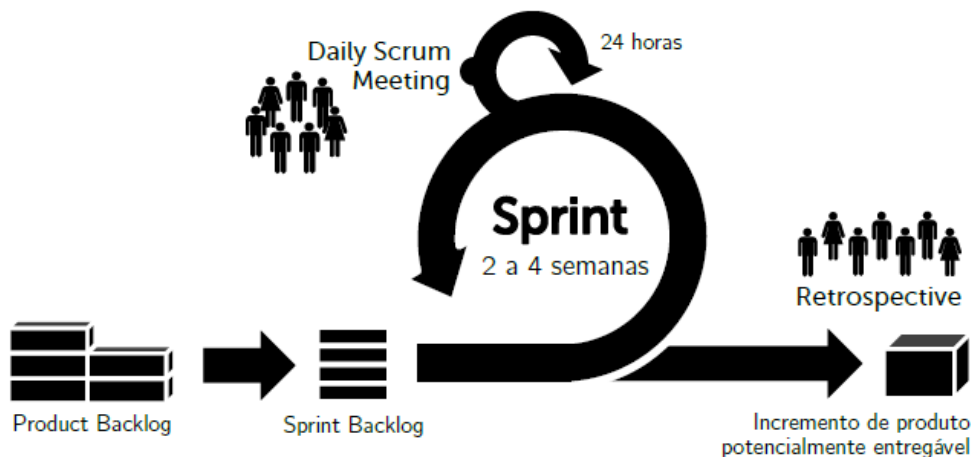 Daily Scrum
Meeting
24 horas
Sprint
2 a 4 semanas
Retrospective
Product Backlog
Sprint Backlog
Incremento de produto
potencialmente entregável